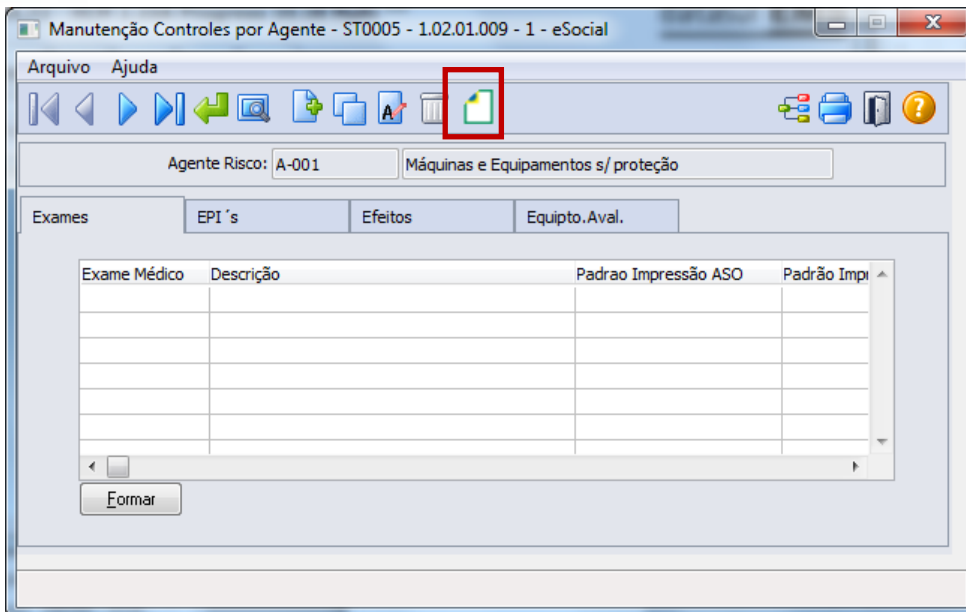 Manutenção Controles por Agente - ST0005 - 1.02.01.009 - 1 - eSocial
Arquivo Ajuda
Agente Risco: A-001 Máquinas e Equipamentos s/ proteção
Exames EPI´s Efeitos Equipto.Aval.
Exame Médico Descrição Padrao Impressão ASO Padrão Impr
Formar